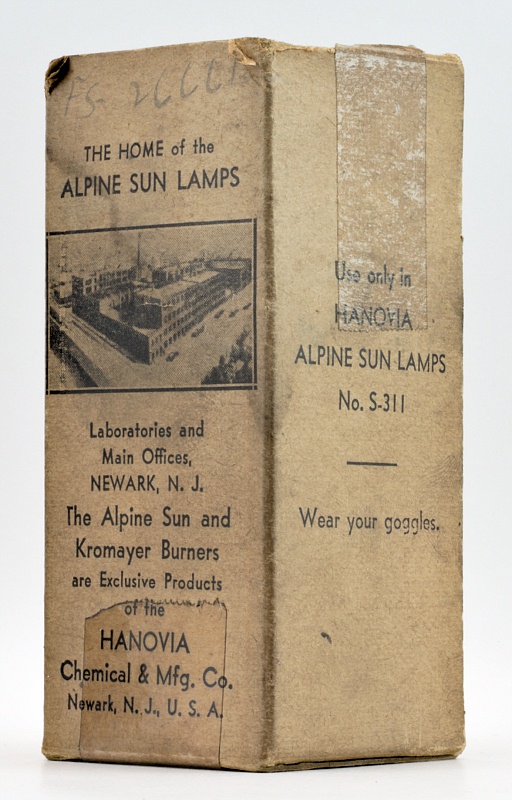 THE HOME of the
ALPINE SUN LAMPS
Laboratories and
Main Offices,
NEWARK, N. J.
The Alpine Sun and
Kromayer Burners
are Exclusive Products
of the
HANOVIA
Chemical & Mfg. Co.
Newark, N. J., U. S. A.
Use only in
HANOVIA
ALPINE SUN LAMPS
No. S-311
Wear your goggles.